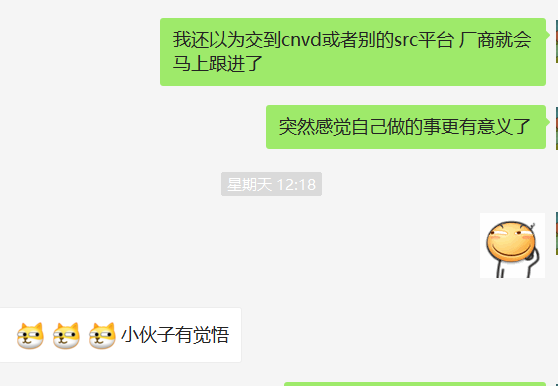 我还以为交到cnvd或者别的src平台 厂商就会
马上跟进了
突然感觉自己做的事更有意义了
星期天 12:18
小伙子有觉悟